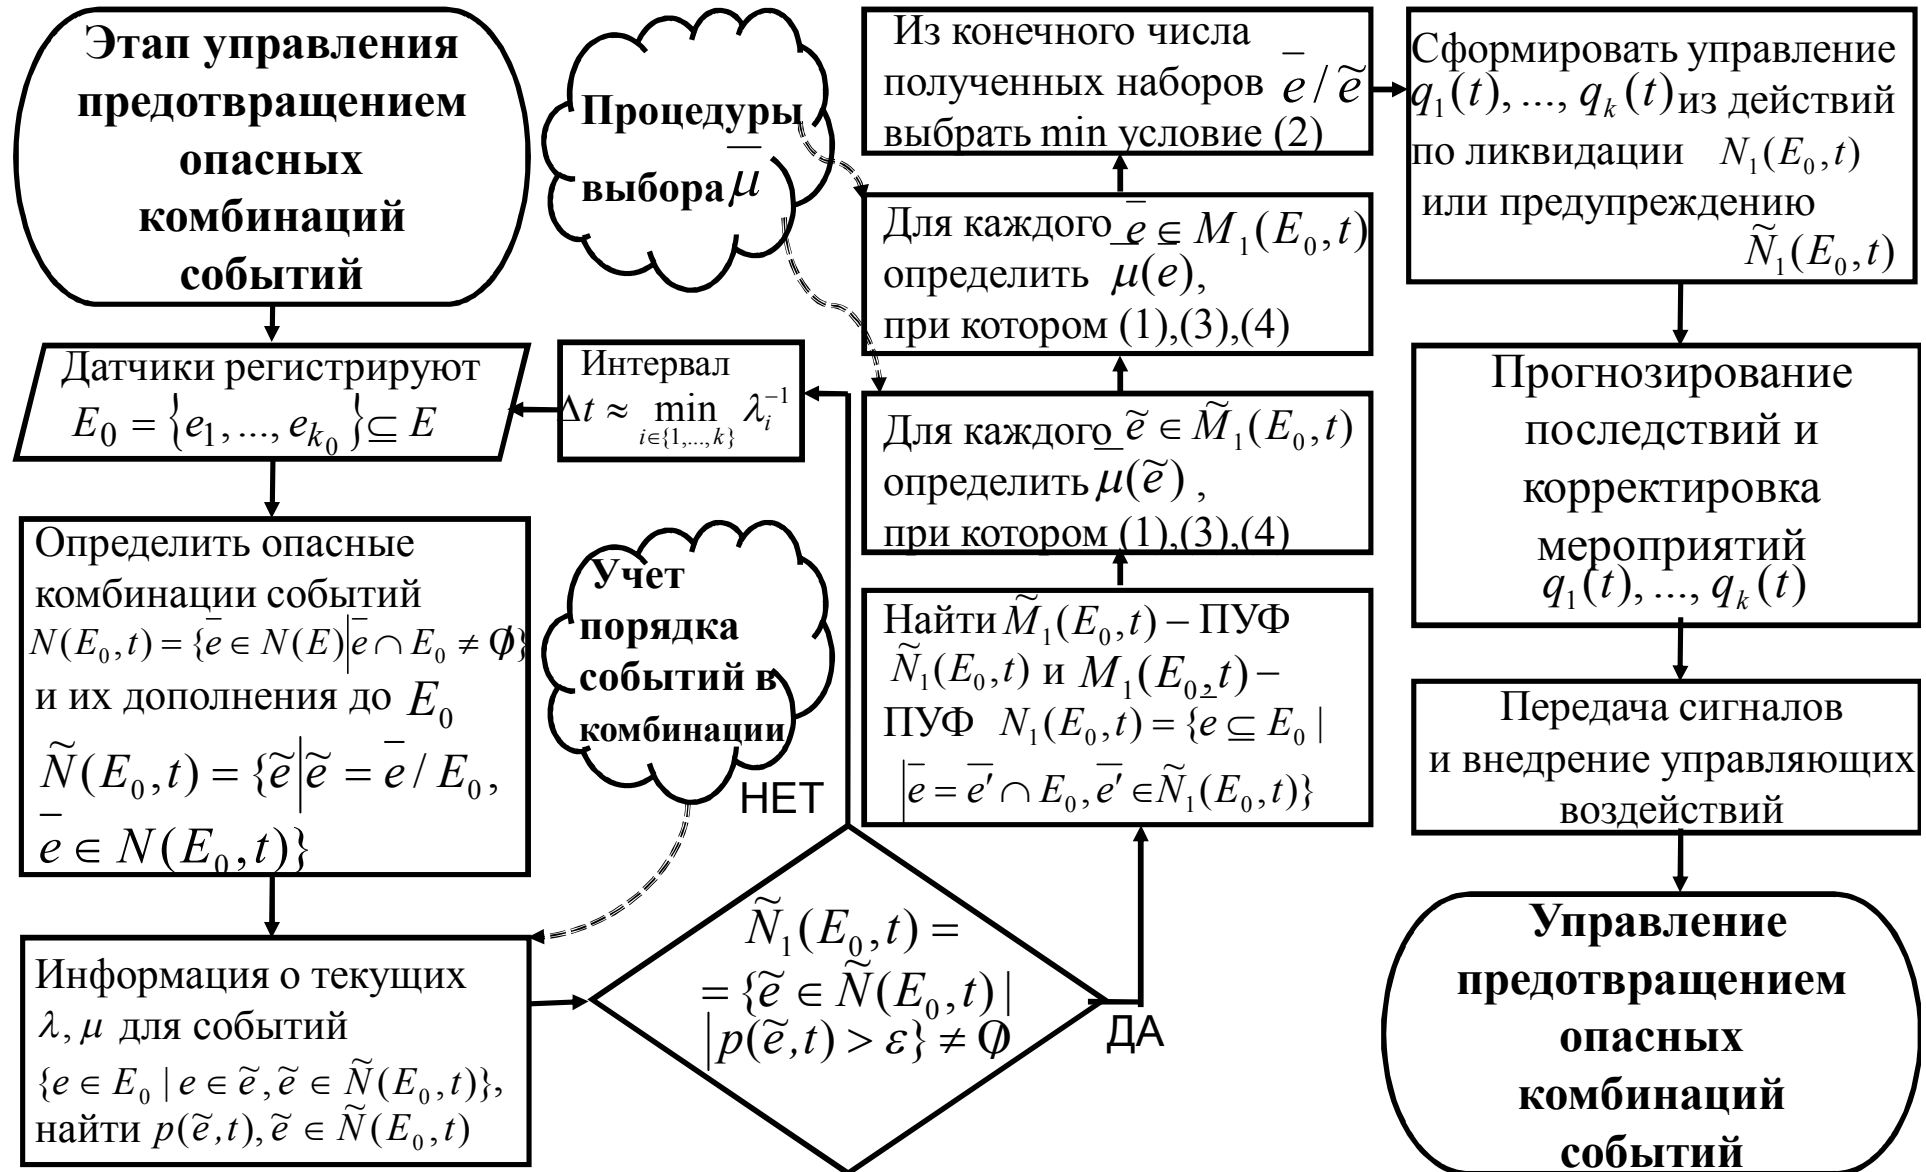 Этап управления
предотвращением
опасных
комбинаций
событий
Датчики регистрируют
E₀ = {e₁,..., e_{k₀}} ⊆ E
Интервал
Δt ≈ min λᵢ⁻¹
i∈{1,...,k}
Определить опасные
комбинации событий
N(E₀,t) = {e̅ ∈ N(E)|e̅ ∩ E₀ ≠ Ø}
и их дополнения до E₀
Ñ(E₀,t) = {ẽ|ẽ = e̅ / E₀,
e̅ ∈ N(E₀,t)}
Учет
порядка
событий в
комбинации
Информация о текущих
λ, μ для событий
{e ∈ E₀ | e ∈ ẽ, ẽ ∈ Ñ(E₀,t)},
найти p(ẽ,t), ẽ ∈ Ñ(E₀,t)
Ñ₁(E₀,t) =
= {ẽ ∈ Ñ(E₀,t) |
|p(ẽ,t) > ε} ≠ Ø
НЕТ
ДА
Найти M̃₁(E₀,t) – ПУФ
Ñ₁(E₀,t) и M₁(E₀,t) –
ПУФ N₁(E₀,t) = {e̅ ⊆ E₀ |
|e̅ = e̅′ ∩ E₀, e̅′ ∈ Ñ₁(E₀,t)}
Для каждого ẽ ∈ M̃₁(E₀,t)
определить μ̅(ẽ) ,
при котором (1),(3),(4)
Для каждого e̅ ∈ M₁(E₀,t)
определить μ̅(e̅),
при котором (1),(3),(4)
Процедуры
выбора μ̅
Из конечного числа
полученных наборов e̅ / ẽ
выбрать min условие (2)
Сформировать управление
q₁(t),..., qₖ(t) из действий
по ликвидации N₁(E₀,t)
или предупреждению
Ñ₁(E₀,t)
Прогнозирование
последствий и
корректировка
мероприятий
q₁(t),..., qₖ(t)
Передача сигналов
и внедрение управляющих
воздействий
Управление
предотвращением
опасных
комбинаций
событий